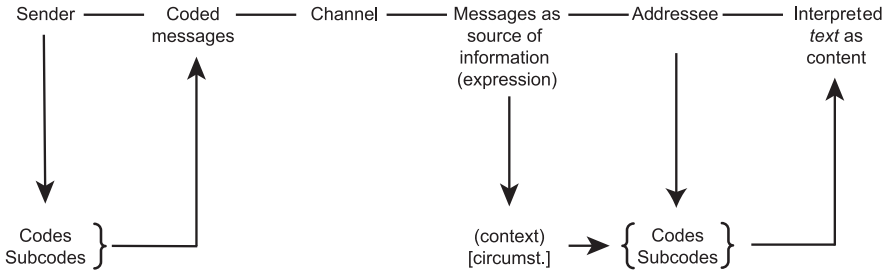 Sender
Coded
messages
Channel
Messages as
source of
information
(expression)
Addressee
Interpreted
text as
content
Codes
Subcodes
(context)
[circumst.]
Codes
Subcodes